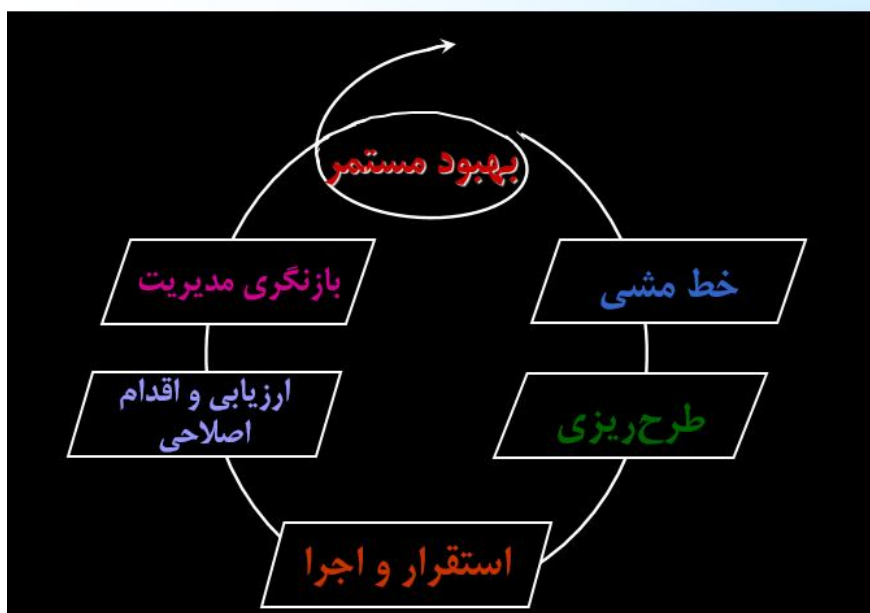 بهبود مستمر
خط مشی
طرح‌ریزی
استقرار و اجرا
ارزیابی و اقدام
اصلاحی
بازنگری مدیریت